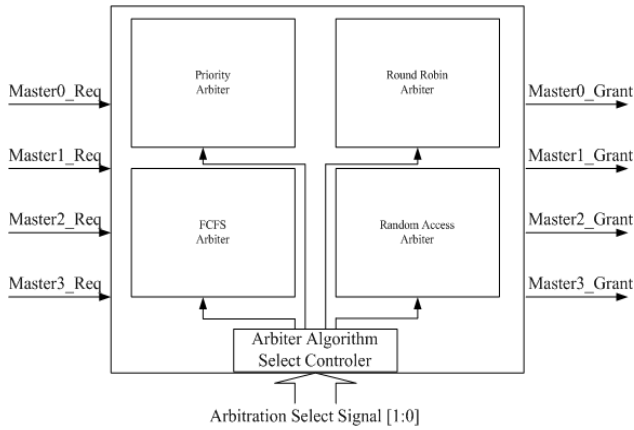 Priority
Arbiter
Round Robin
Arbiter
Master0_Req
Master0_Grant
Master1_Req
Master1_Grant
FCFS
Arbiter
Random Access
Arbiter
Master2_Req
Master2_Grant
Master3_Req
Master3_Grant
Arbiter Algorithm
Select Controler
Arbitration Select Signal [1:0]